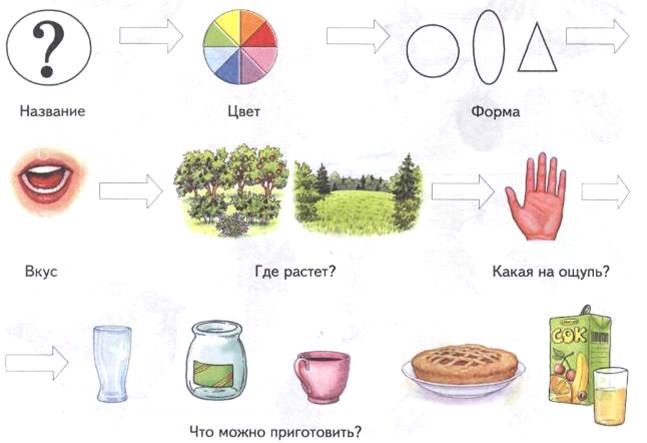 ?
Название
Цвет
Форма
Вкус
Где растет?
Какая на ощупь?
СОК
Что можно приготовить?